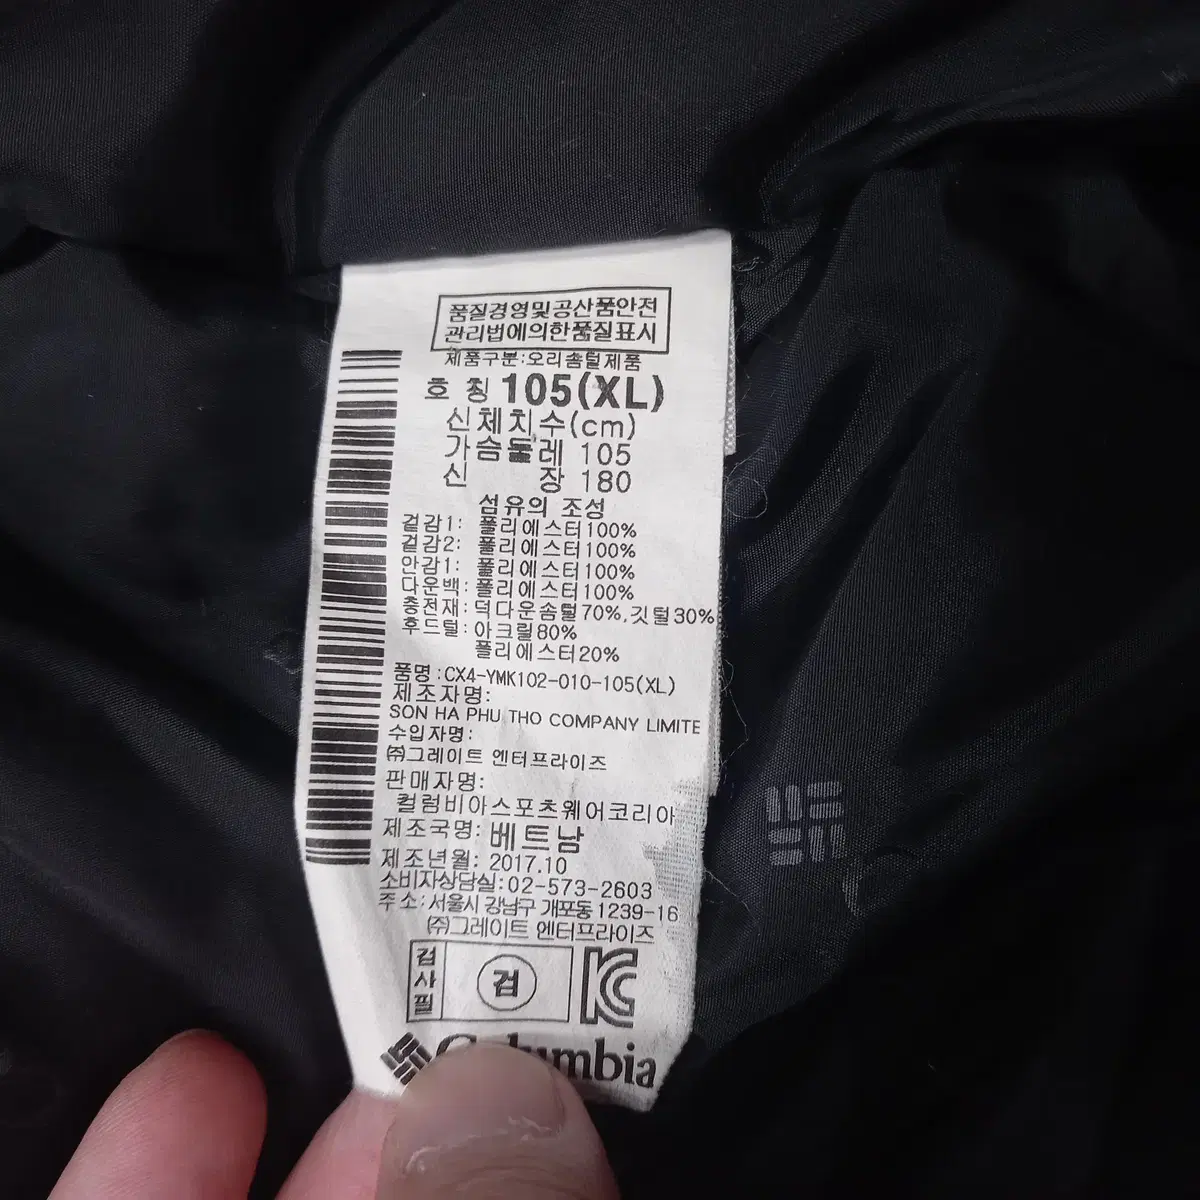 품질경영및공산품안전
관리법에의한품질표시
제품구분:오리솜털제품
호 칭 105(XL)
신체치수(cm)
가슴둘레 105
신 장 180
섬유의 조성
겉감1: 폴리에스터100%
겉감2: 폴리에스터100%
안감1: 폴리에스터100%
다운백: 폴리에스터100%
충전재: 덕다운솜털70%,깃털30%
후드털: 아크릴80%
폴리에스터20%
품명:CX4-YMK102-010-105(XL)
제조자명:
SON HA PHU THO COMPANY LIMITE
수입자명:
㈜그레이트 엔터프라이즈
판매자명:
컬럼비아스포츠웨어코리아
제조국명: 베트남
제조년월: 2017.10
소비자상담실:02-573-2603
주소:서울시 강남구 개포동 1239-16
㈜그레이트 엔터프라이즈
검사필
검
KC
Columbia